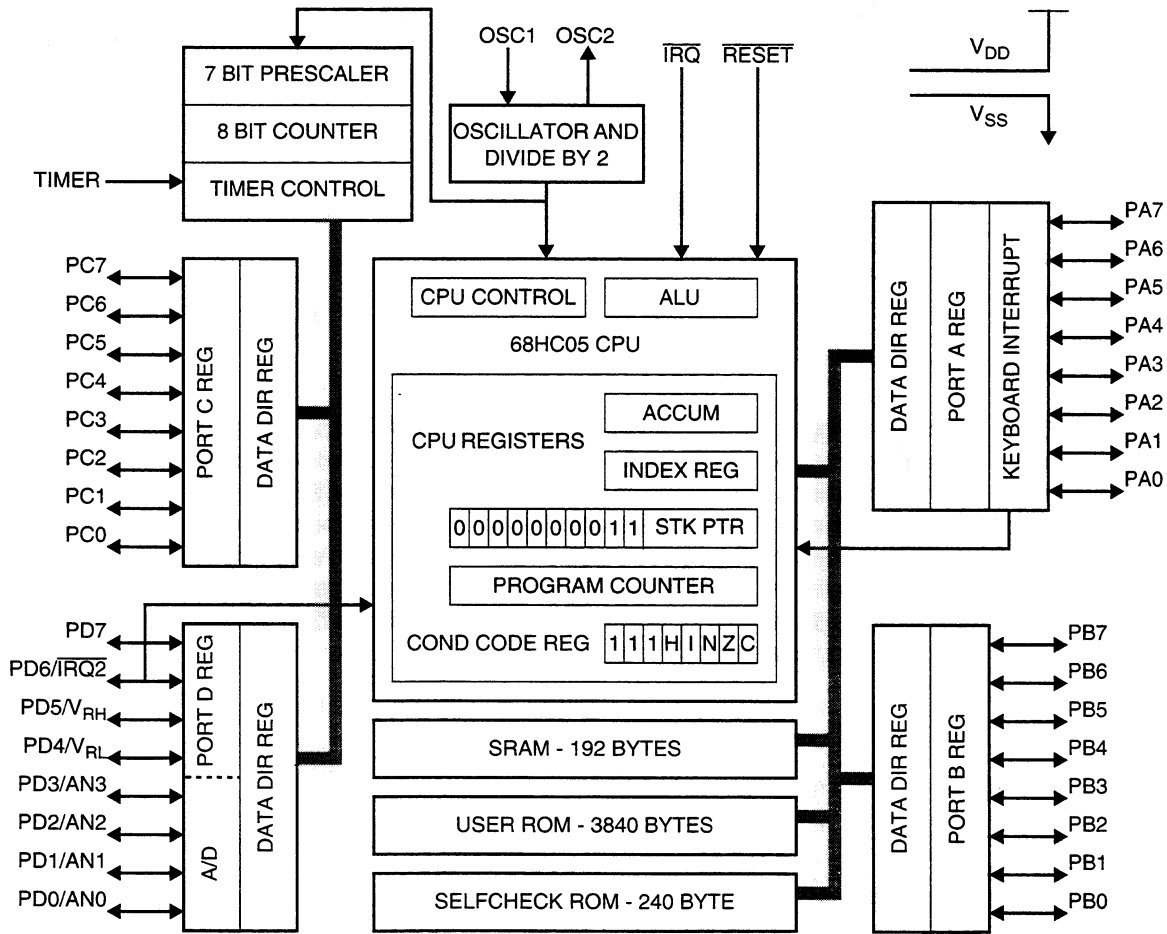 OSC1 OSC2
IRQ RESET
VDD
VSS
7 BIT PRESCALER
8 BIT COUNTER
TIMER CONTROL
TIMER
OSCILLATOR AND
DIVIDE BY 2
PC7
PC6
PC5
PC4
PC3
PC2
PC1
PC0
PORT C REG
DATA DIR REG
CPU CONTROL
ALU
68HC05 CPU
CPU REGISTERS
ACCUM
INDEX REG
0 0 0 0 0 0 0 0 1 1 STK PTR
PROGRAM COUNTER
COND CODE REG 1 1 1 H I N Z C
DATA DIR REG
PORT A REG
KEYBOARD INTERRUPT
PA7
PA6
PA5
PA4
PA3
PA2
PA1
PA0
PD7
PD6/IRQ2
PD5/VRH
PD4/VRL
PD3/AN3
PD2/AN2
PD1/AN1
PD0/AN0
PORT D REG
A/D
DATA DIR REG
SRAM - 192 BYTES
USER ROM - 3840 BYTES
SELFCHECK ROM - 240 BYTE
DATA DIR REG
PORT B REG
PB7
PB6
PB5
PB4
PB3
PB2
PB1
PB0